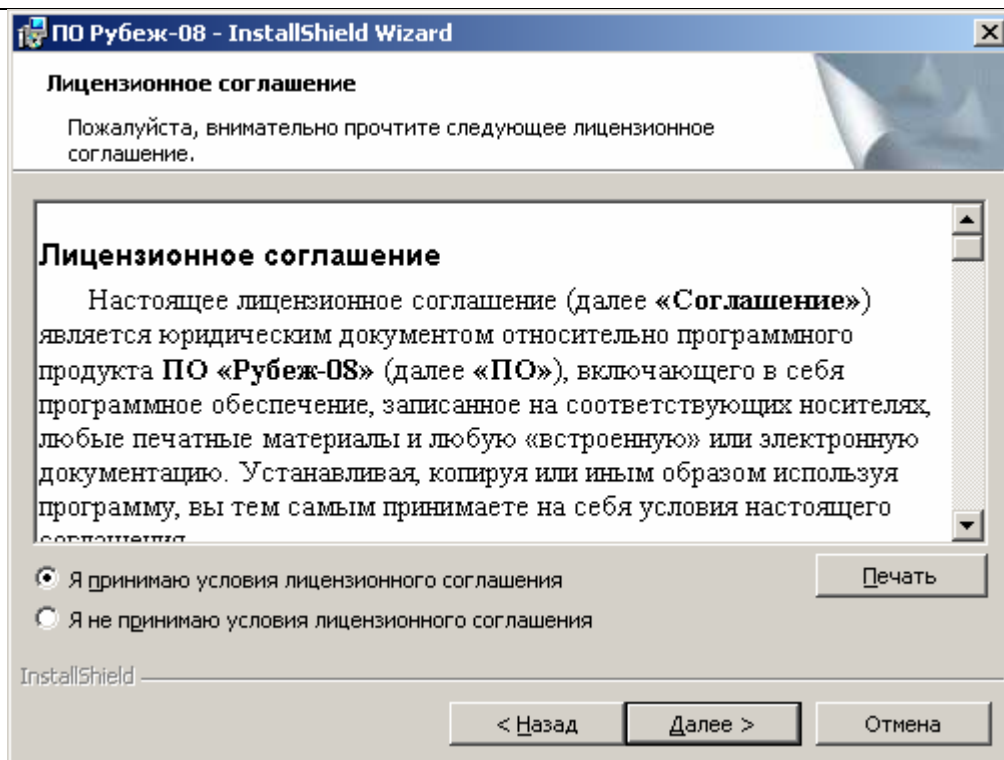 ПО Рубеж-08 - InstallShield Wizard
Лицензионное соглашение
Пожалуйста, внимательно прочтите следующее лицензионное
соглашение.
Лицензионное соглашение
Настоящее лицензионное соглашение (далее «Соглашение»)
является юридическим документом относительно программного
продукта ПО «Рубеж-08» (далее «ПО»), включающего в себя
программное обеспечение, записанное на соответствующих носителях,
любые печатные материалы и любую «встроенную» или электронную
документацию. Устанавливая, копируя или иным образом используя
программу, вы тем самым принимаете на себя условия настоящего
соглашения
Я принимаю условия лицензионного соглашения
Печать
Я не принимаю условия лицензионного соглашения
InstallShield
< Назад
Далее >
Отмена